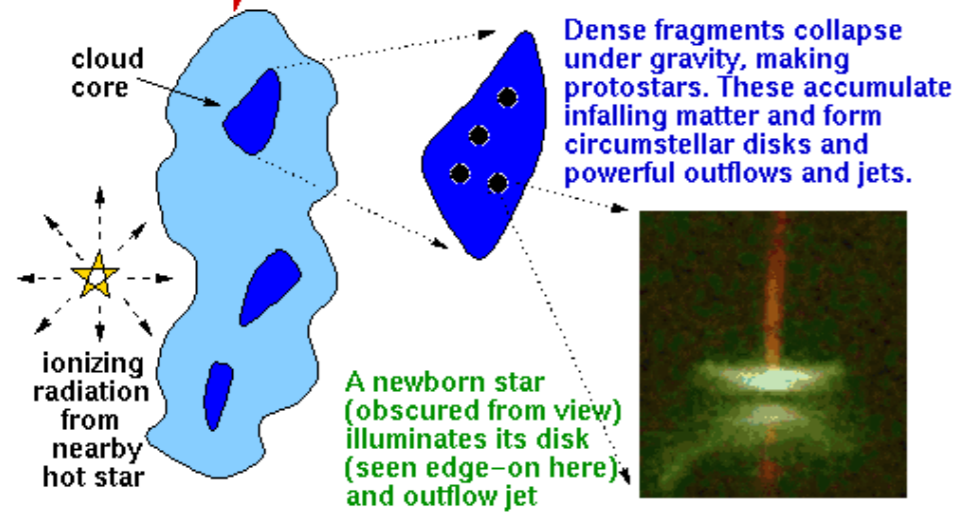 cloud
core
Dense fragments collapse
under gravity, making
protostars. These accumulate
infalling matter and form
circumstellar disks and
powerful outflows and jets.
ionizing
radiation
from
nearby
hot star
A newborn star
(obscured from view)
illuminates its disk
(seen edge-on here)
and outflow jet